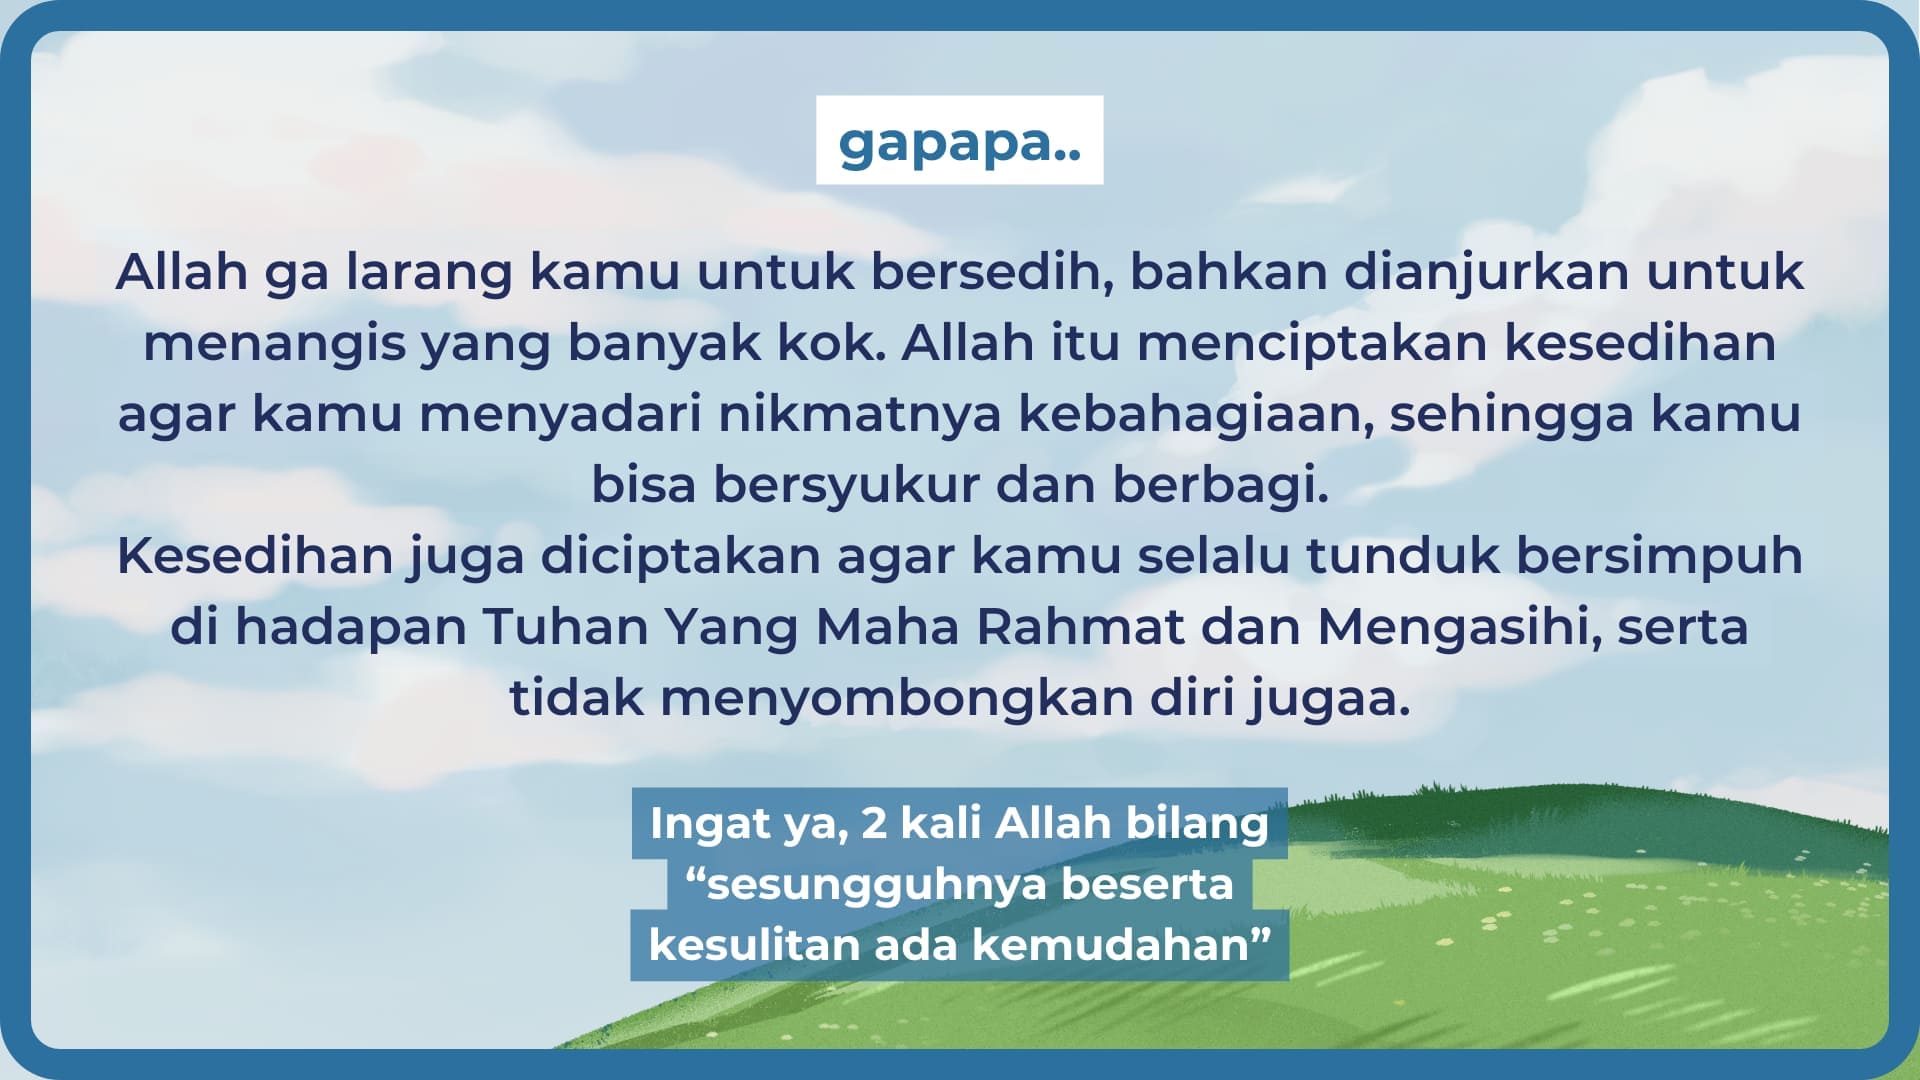 gapapa..
Allah ga larang kamu untuk bersedih, bahkan dianjurkan untuk
menangis yang banyak kok. Allah itu menciptakan kesedihan
agar kamu menyadari nikmatnya kebahagiaan, sehingga kamu
bisa bersyukur dan berbagi.
Kesedihan juga diciptakan agar kamu selalu tunduk bersimpuh
di hadapan Tuhan Yang Maha Rahmat dan Mengasihi, serta
tidak menyombongkan diri jugaa.
Ingat ya, 2 kali Allah bilang
“sesungguhnya beserta
kesulitan ada kemudahan”